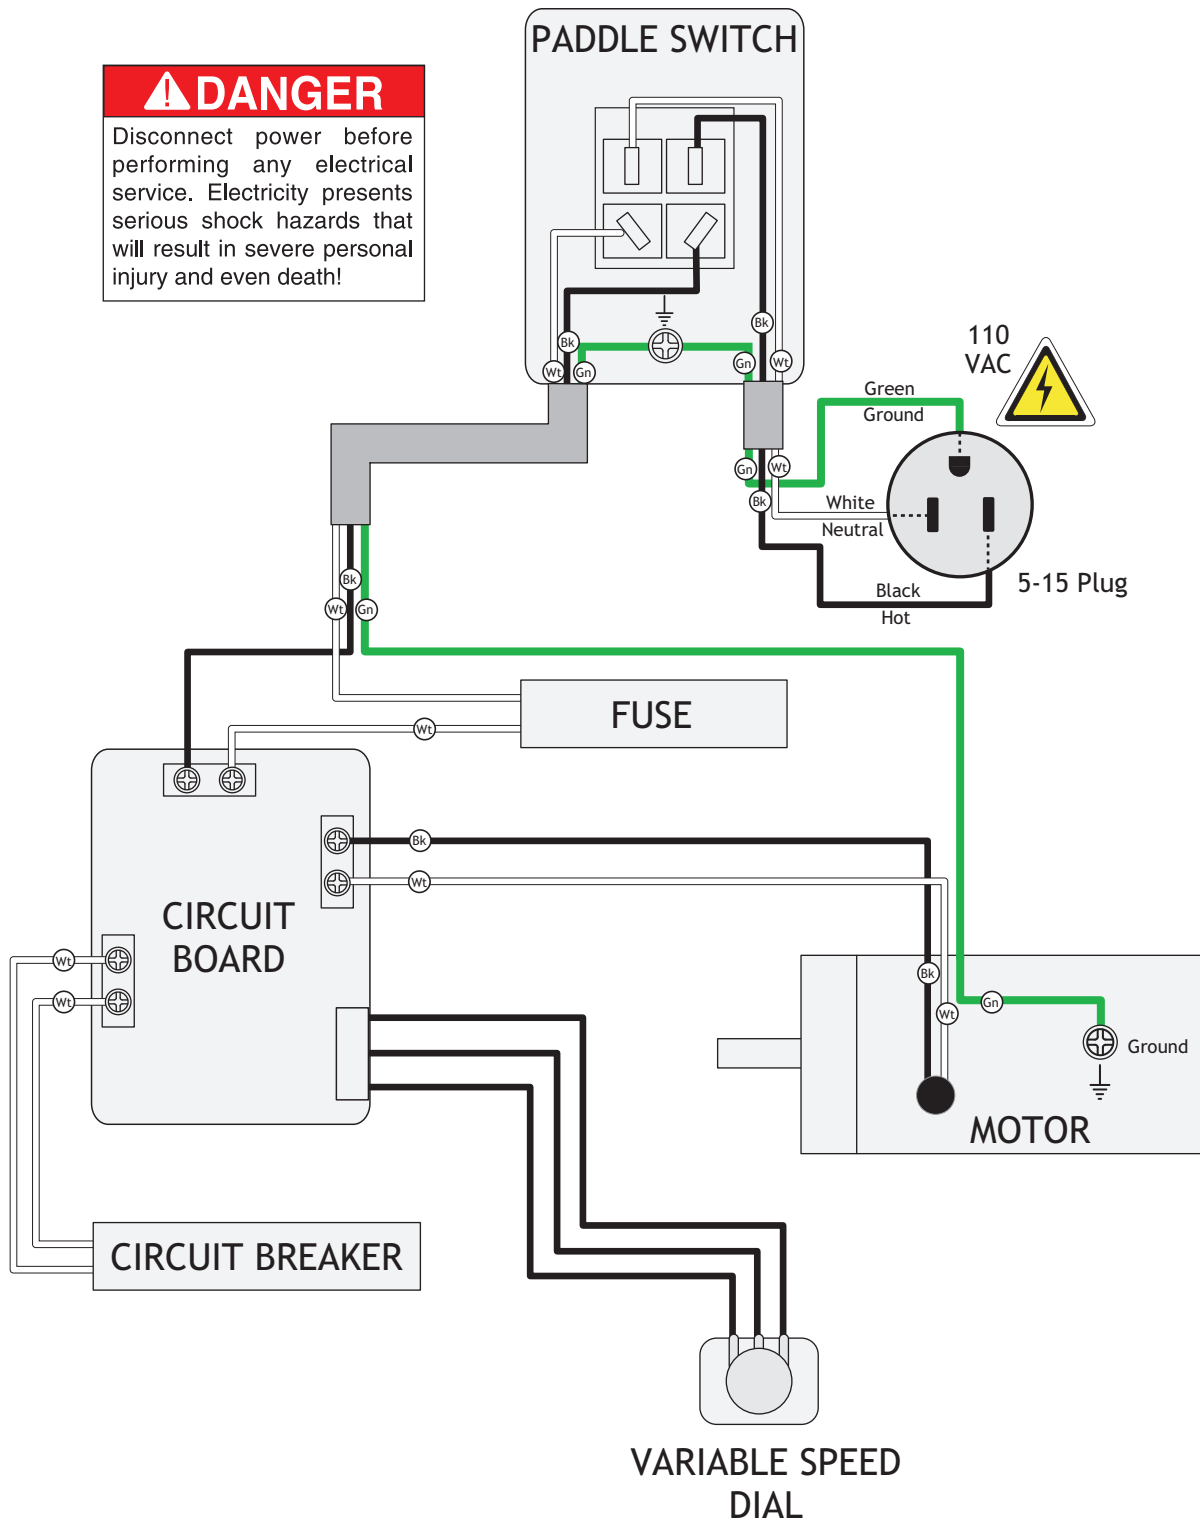 PADDLE SWITCH
DANGER
Disconnect power before
performing any electrical
service. Electricity presents
serious shock hazards that
will result in severe personal
injury and even death!
Bk
Bk
Wt
Gn
Gn
Wt
110
VAC
Green
Ground
Gn
Wt
Bk
White
Neutral
Black
Hot
5-15 Plug
Bk
Wt
Gn
FUSE
Wt
Bk
Wt
CIRCUIT
BOARD
Wt
Wt
Bk
Wt
Gn
Ground
MOTOR
CIRCUIT BREAKER
VARIABLE SPEED
DIAL